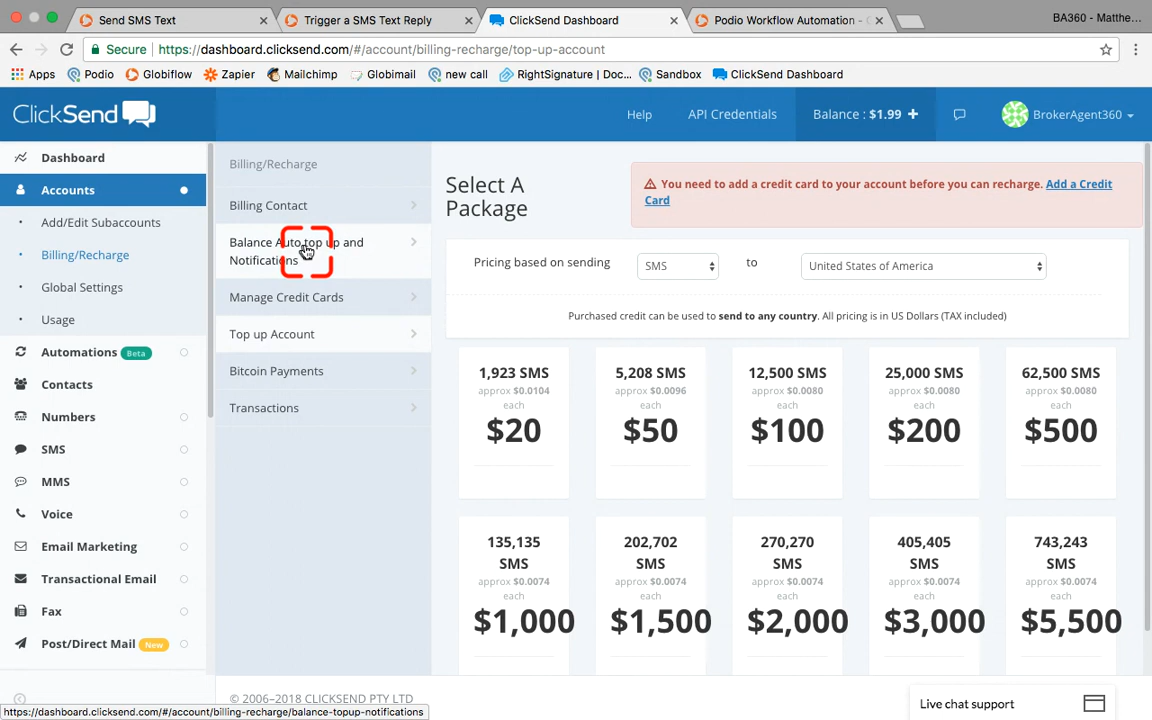 Send SMS Text
Trigger a SMS Text Reply
ClickSend Dashboard
Podio Workflow Automation - G
BA360 - Matthe...
Secure
https://dashboard.clicksend.com/#/account/billing-recharge/top-up-account
Apps
Podio
Globiflow
Zapier
Mailchimp
Globimail
new call
RightSignature | Doc...
Sandbox
ClickSend Dashboard
ClickSend
Help
API Credentials
Balance : $1.99 +
BrokerAgent360
Dashboard
Accounts
Add/Edit Subaccounts
Billing/Recharge
Global Settings
Usage
Automations Beta
Contacts
Numbers
SMS
MMS
Voice
Email Marketing
Transactional Email
Fax
Post/Direct Mail New
Billing/Recharge
Billing Contact
Balance Auto top up and
Notifications
Manage Credit Cards
Top up Account
Bitcoin Payments
Transactions
Select A
Package
You need to add a credit card to your account before you can recharge. Add a Credit
Card
Pricing based on sending
SMS
to
United States of America
Purchased credit can be used to send to any country. All pricing is in US Dollars (TAX included)
1,923 SMS
approx $0.0104
each
$20
5,208 SMS
approx $0.0096
each
$50
12,500 SMS
approx $0.0080
each
$100
25,000 SMS
approx $0.0080
each
$200
62,500 SMS
approx $0.0080
each
$500
135,135
SMS
approx $0.0074
each
$1,000
202,702
SMS
approx $0.0074
each
$1,500
270,270
SMS
approx $0.0074
each
$2,000
405,405
SMS
approx $0.0074
each
$3,000
743,243
SMS
approx $0.0074
each
$5,500
© 2006–2018 CLICKSEND PTY LTD
Live chat support
https://dashboard.clicksend.com/#/account/billing-recharge/balance-topup-notifications